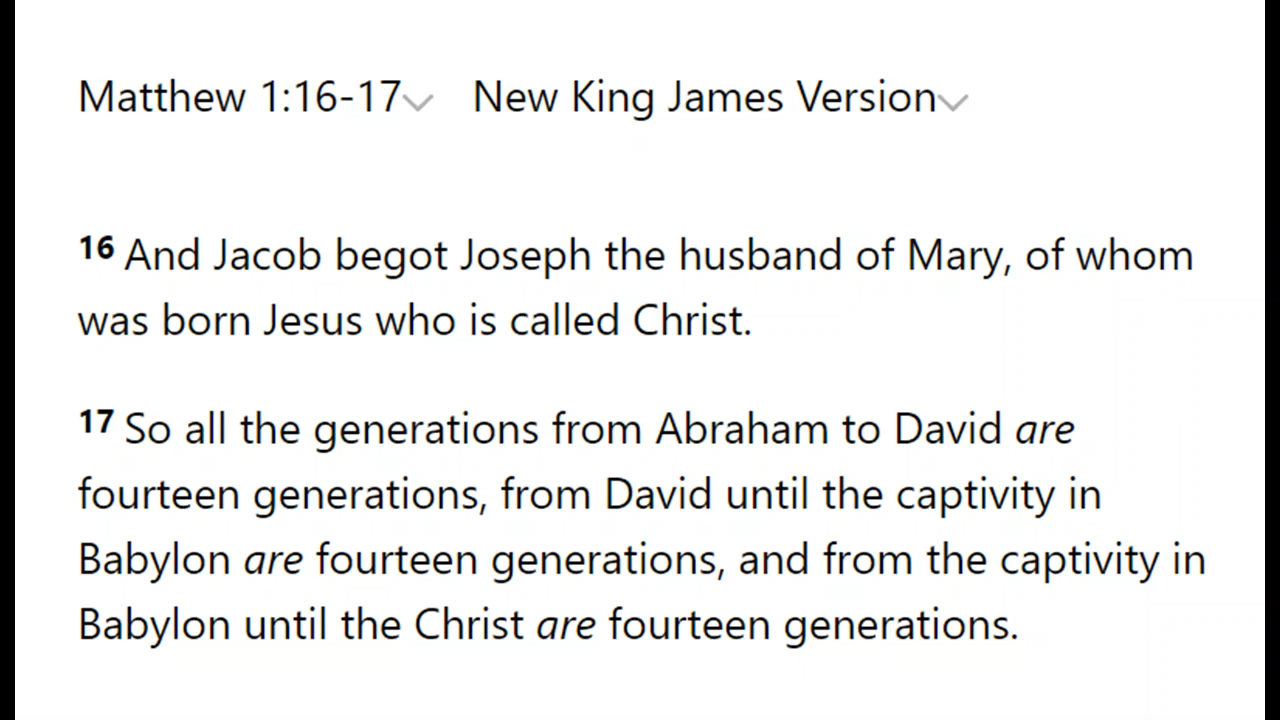 Matthew 1:16-17 New King James Version
16 And Jacob begot Joseph the husband of Mary, of whom
was born Jesus who is called Christ.
17 So all the generations from Abraham to David are
fourteen generations, from David until the captivity in
Babylon are fourteen generations, and from the captivity in
Babylon until the Christ are fourteen generations.